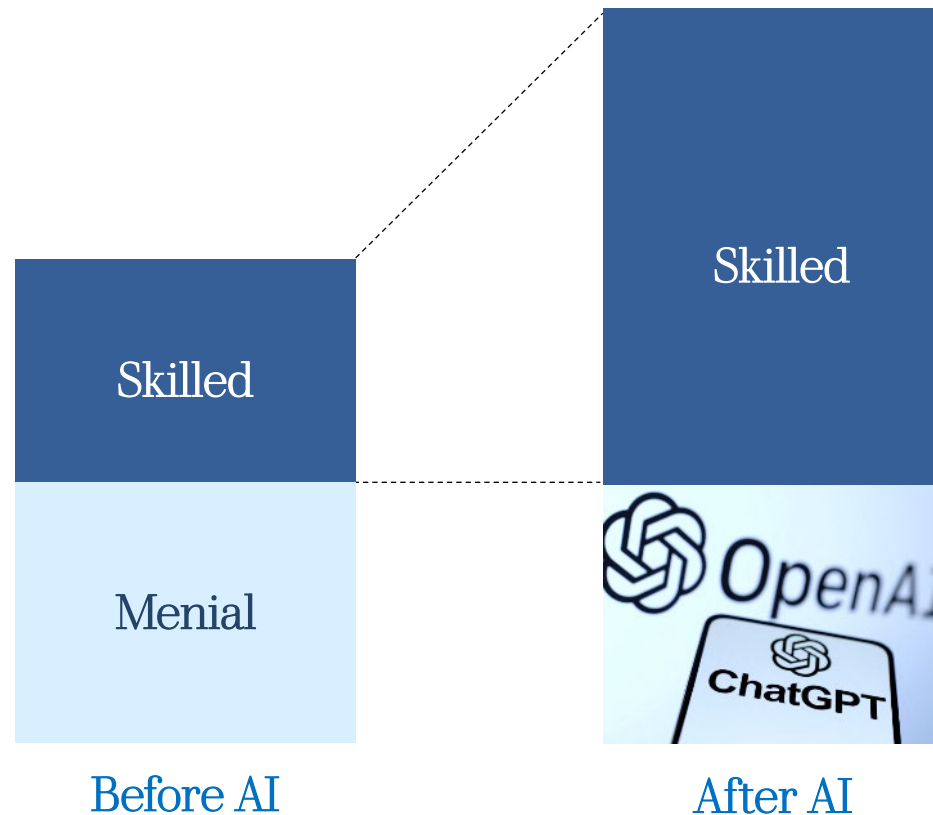 Skilled
Skilled
Menial
OpenAI
ChatGPT
Before AI
After AI